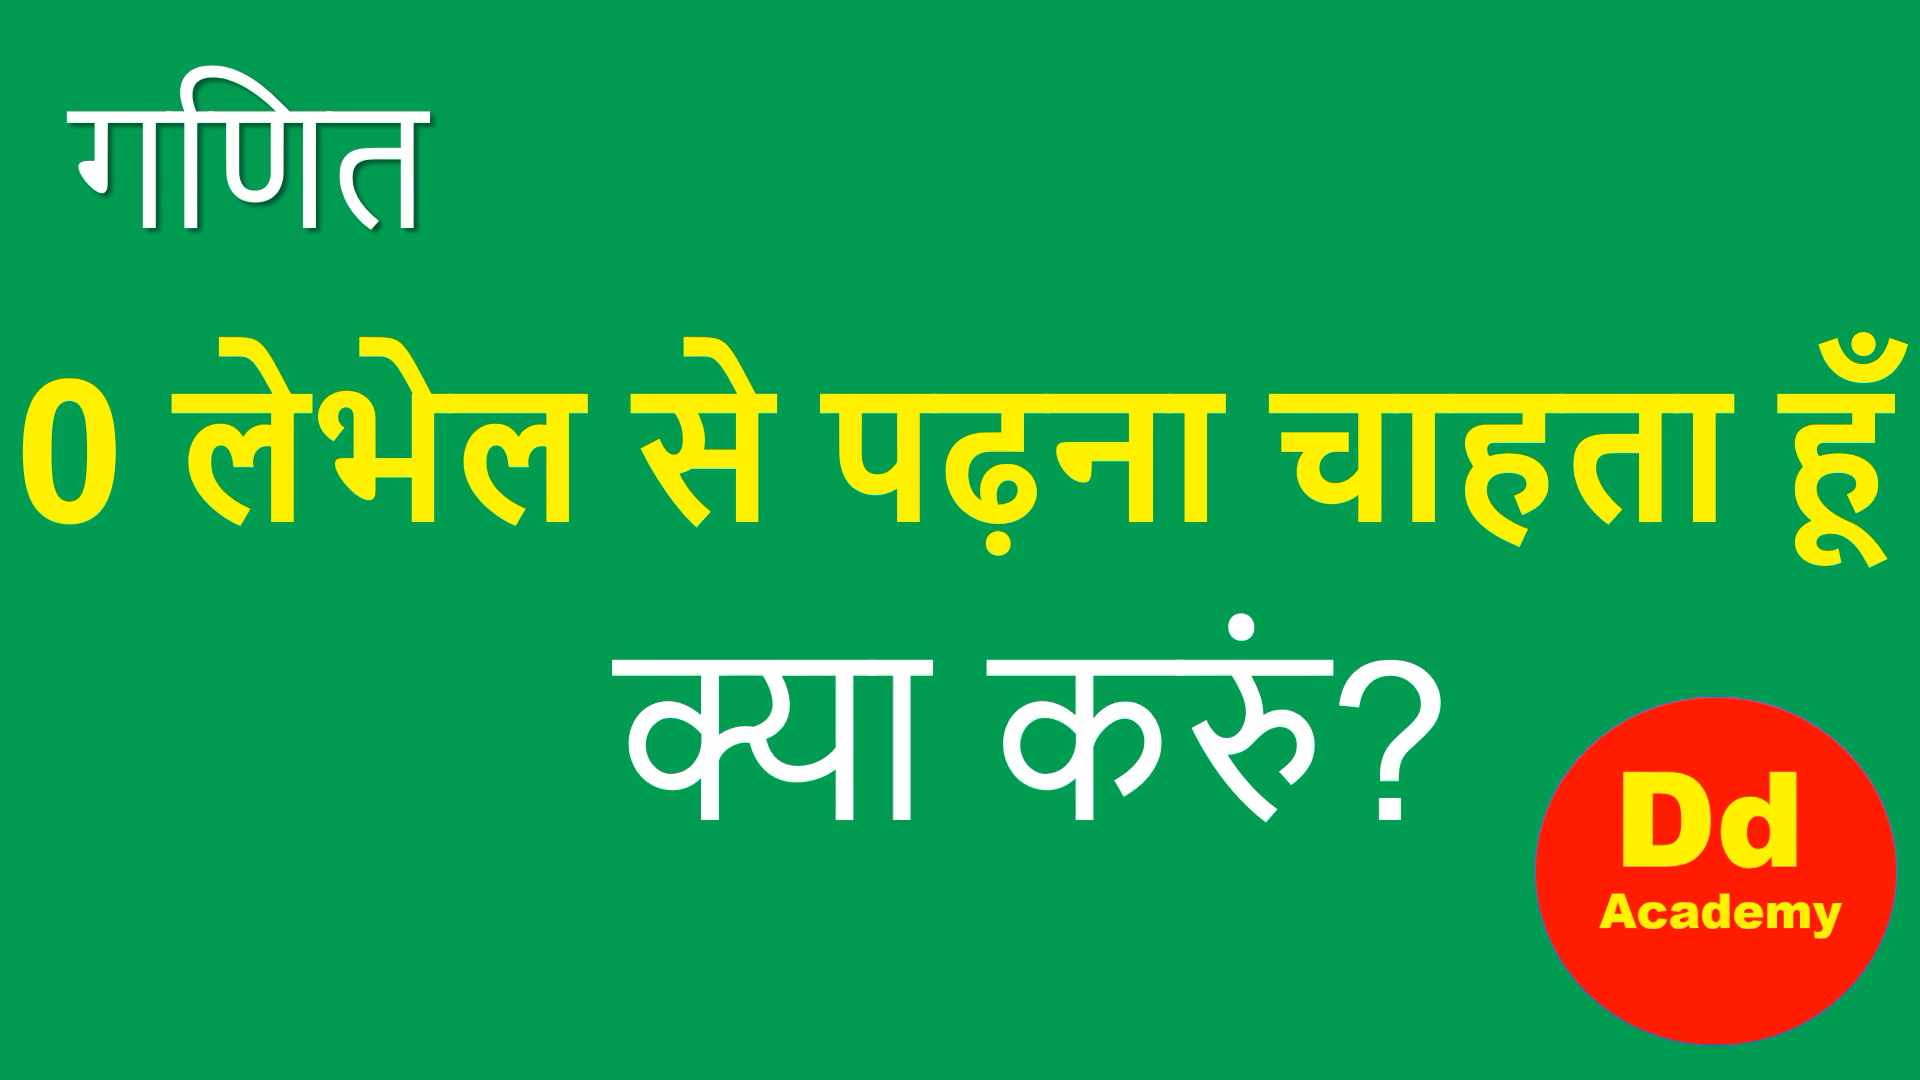 गणित
0 लेभेल से पढ़ना चाहता हूँ
क्या करुं?
Dd
Academy